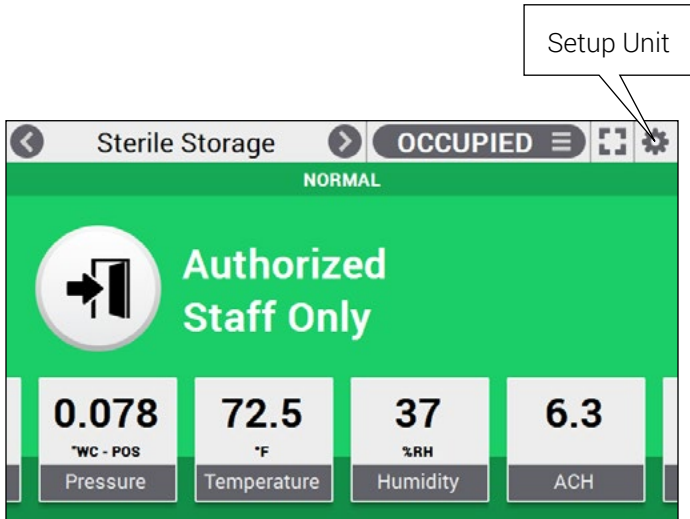 Setup Unit
Sterile Storage OCCUPIED
NORMAL
Authorized
Staff Only
0.078 72.5 37 6.3
"WC - POS °F %RH
Pressure Temperature Humidity ACH